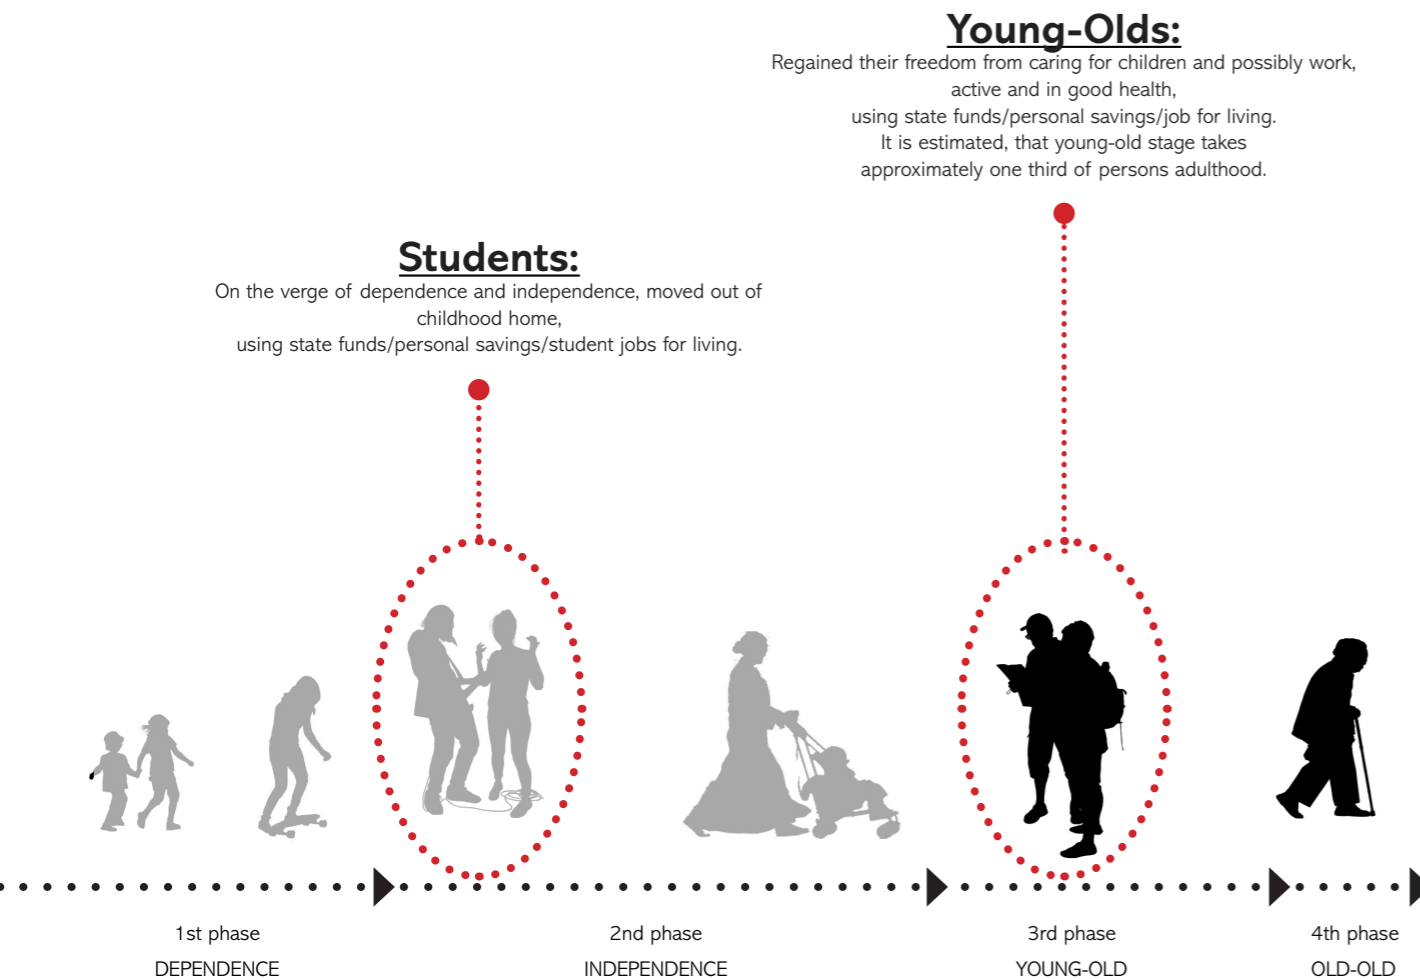 Young-Olds:
Regained their freedom from caring for children and possibly work,
active and in good health,
using state funds/personal savings/job for living.
It is estimated, that young-old stage takes
approximately one third of persons adulthood.
Students:
On the verge of dependence and independence, moved out of
childhood home,
using state funds/personal savings/student jobs for living.
1st phase
DEPENDENCE
2nd phase
INDEPENDENCE
3rd phase
YOUNG-OLD
4th phase
OLD-OLD